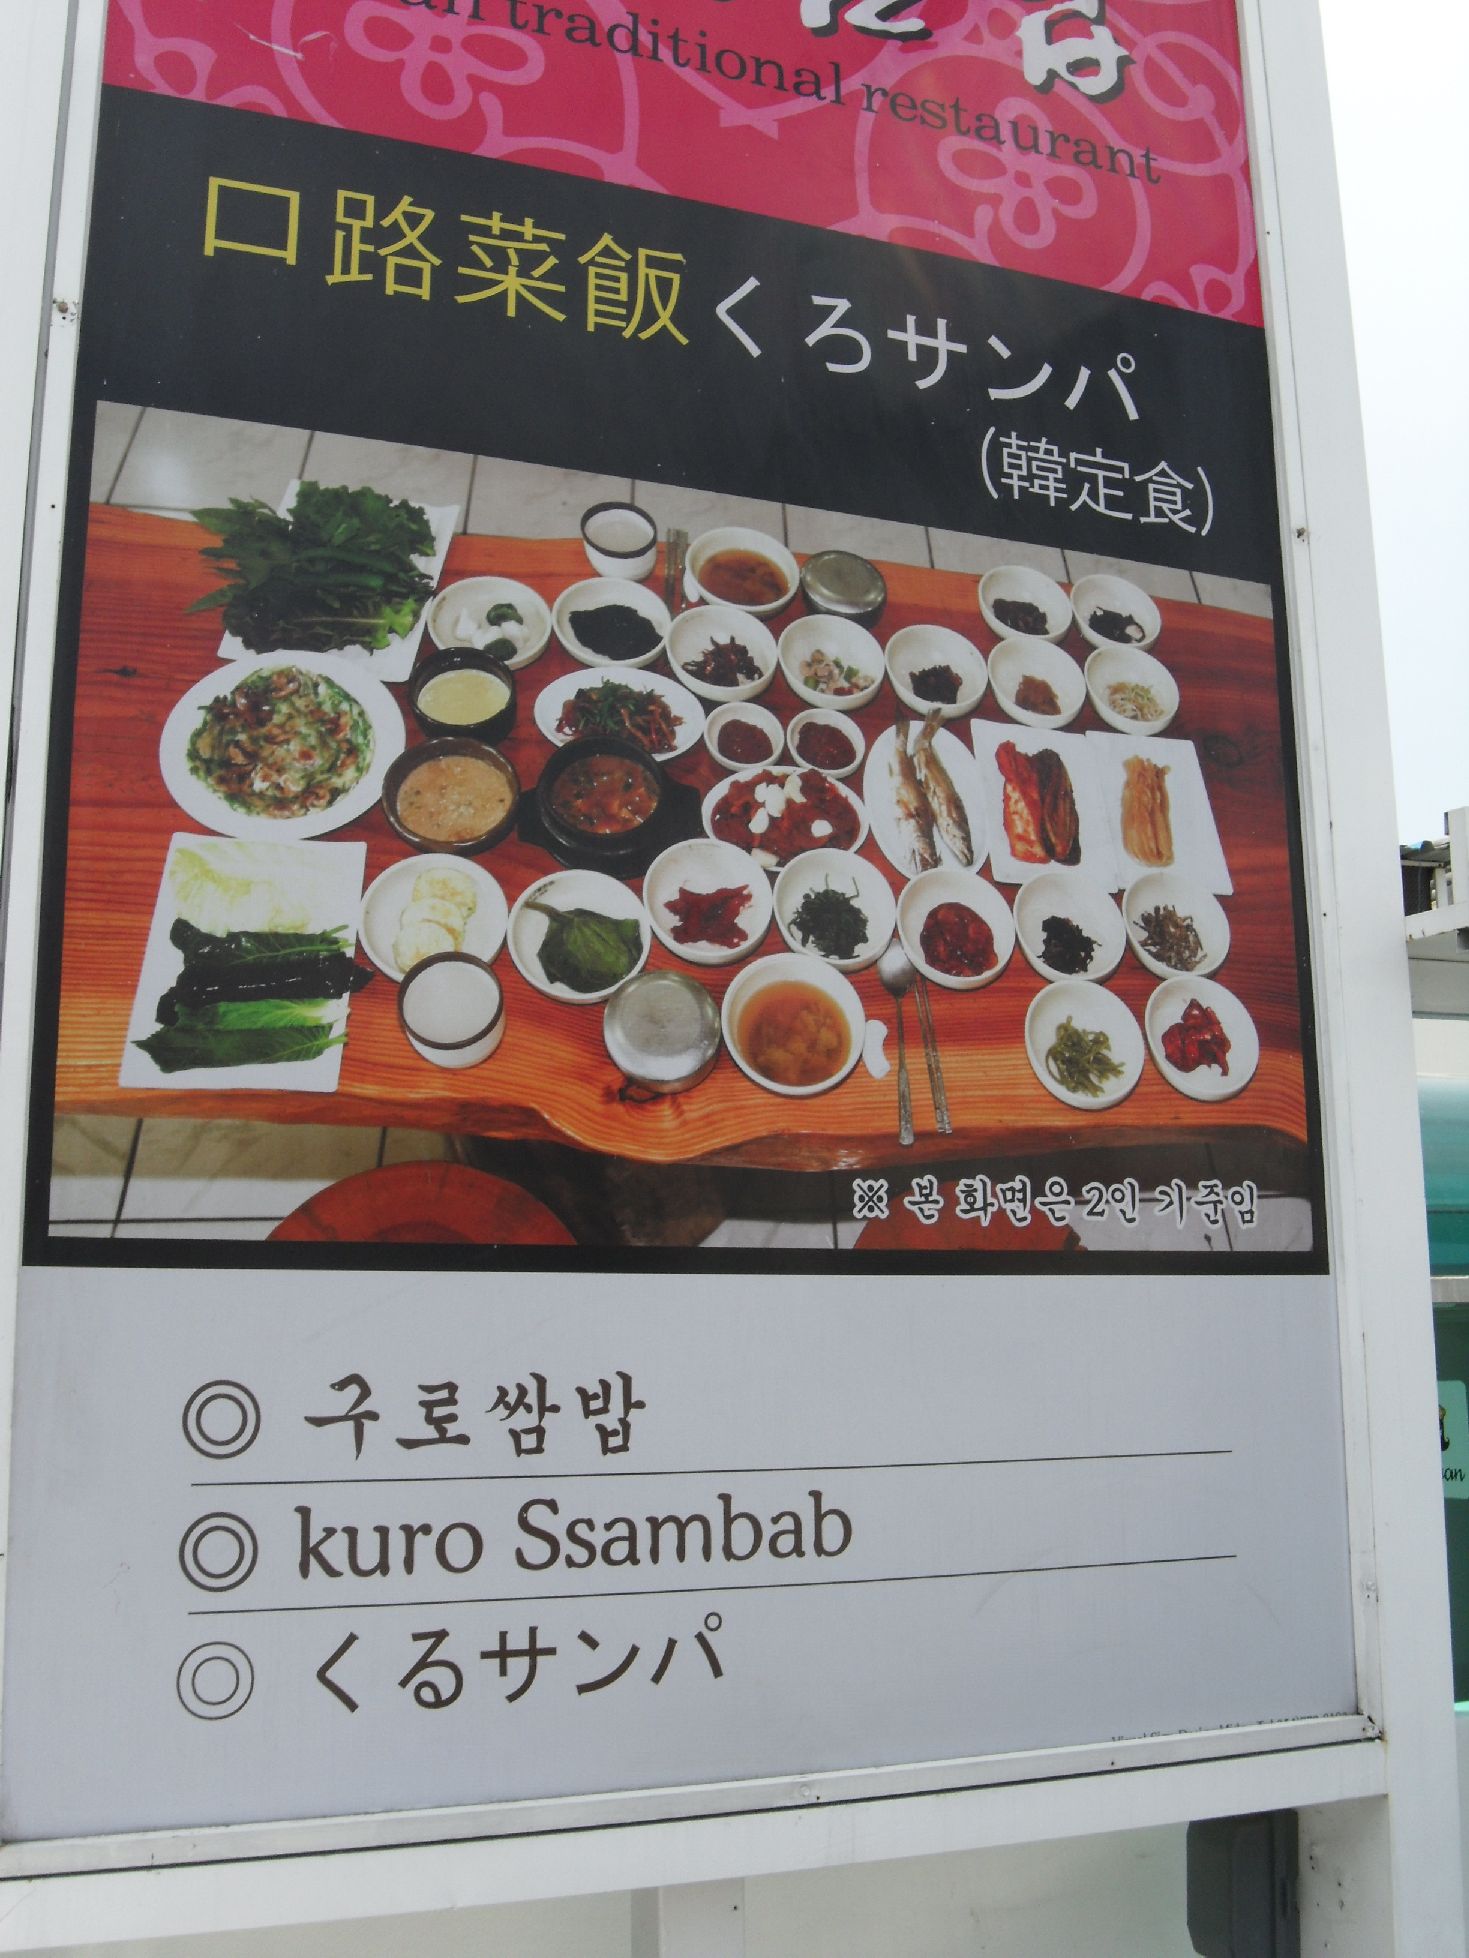 traditional restaurant
口路菜飯くろサンパ
(韓定食)
※ 본 화면은 2인 기준임
◎ 구로쌈밥
◎ kuro Ssambab
◎ くるサンパ